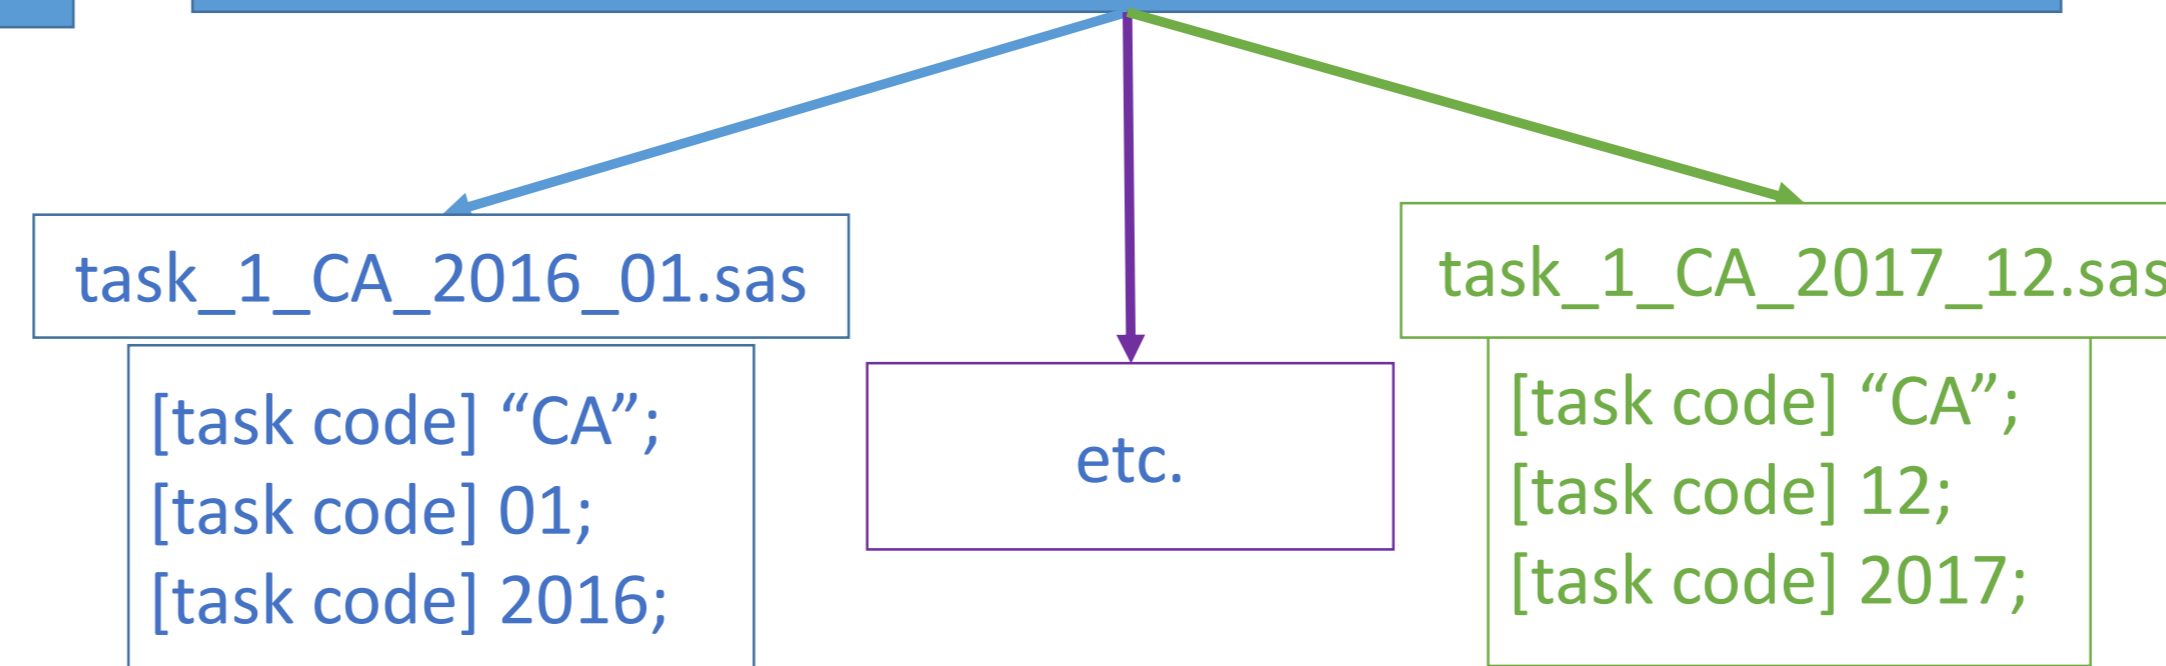 task_1_CA_2016_01.sas
[task code] “CA”;
[task code] 01;
[task code] 2016;
etc.
task_1_CA_2017_12.sas
[task code] “CA”;
[task code] 12;
[task code] 2017;